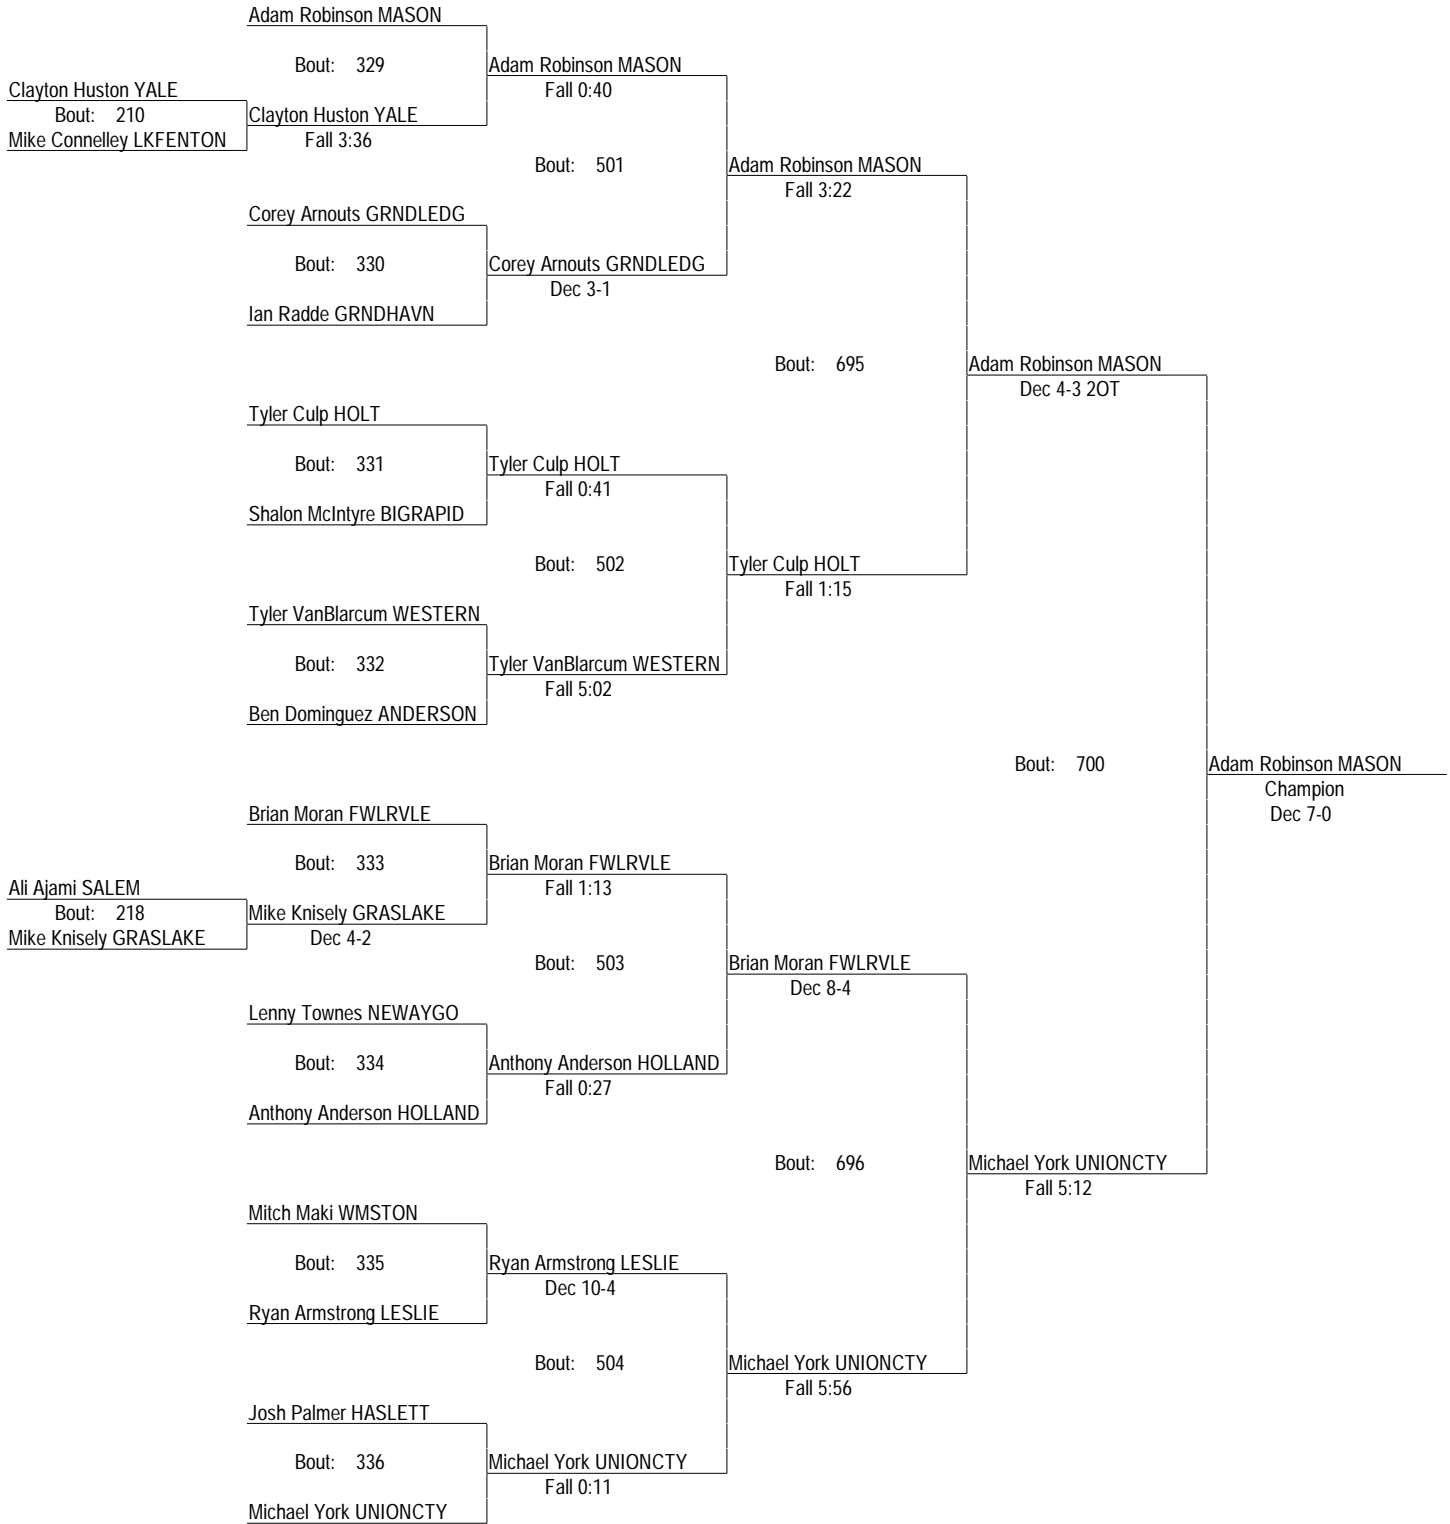 Adam Robinson MASON
Bout: 329
Adam Robinson MASON
Clayton Huston YALE
Fall 0:40
Bout: 210
Clayton Huston YALE
Mike Connelley LKFENTON
Fall 3:36
Bout: 501
Adam Robinson MASON
Fall 3:22
Corey Arnouts GRNDLEDG
Bout: 330
Corey Arnouts GRNDLEDG
Dec 3-1
Ian Radde GRNDHAVN
Bout: 695
Adam Robinson MASON
Dec 4-3 2OT
Tyler Culp HOLT
Bout: 331
Tyler Culp HOLT
Fall 0:41
Shalon McIntyre BIGRAPID
Bout: 502
Tyler Culp HOLT
Fall 1:15
Tyler VanBlarcum WESTERN
Bout: 332
Tyler VanBlarcum WESTERN
Fall 5:02
Ben Dominguez ANDERSON
Bout: 700
Adam Robinson MASON
Champion
Dec 7-0
Brian Moran FWLRVLE
Bout: 333
Brian Moran FWLRVLE
Ali Ajami SALEM
Fall 1:13
Bout: 218
Mike Knisely GRASLAKE
Mike Knisely GRASLAKE
Dec 4-2
Bout: 503
Brian Moran FWLRVLE
Dec 8-4
Lenny Townes NEWAYGO
Bout: 334
Anthony Anderson HOLLAND
Fall 0:27
Anthony Anderson HOLLAND
Bout: 696
Michael York UNIONCTY
Fall 5:12
Mitch Maki WMSTON
Bout: 335
Ryan Armstrong LESLIE
Dec 10-4
Ryan Armstrong LESLIE
Bout: 504
Michael York UNIONCTY
Fall 5:56
Josh Palmer HASLETT
Bout: 336
Michael York UNIONCTY
Fall 0:11
Michael York UNIONCTY